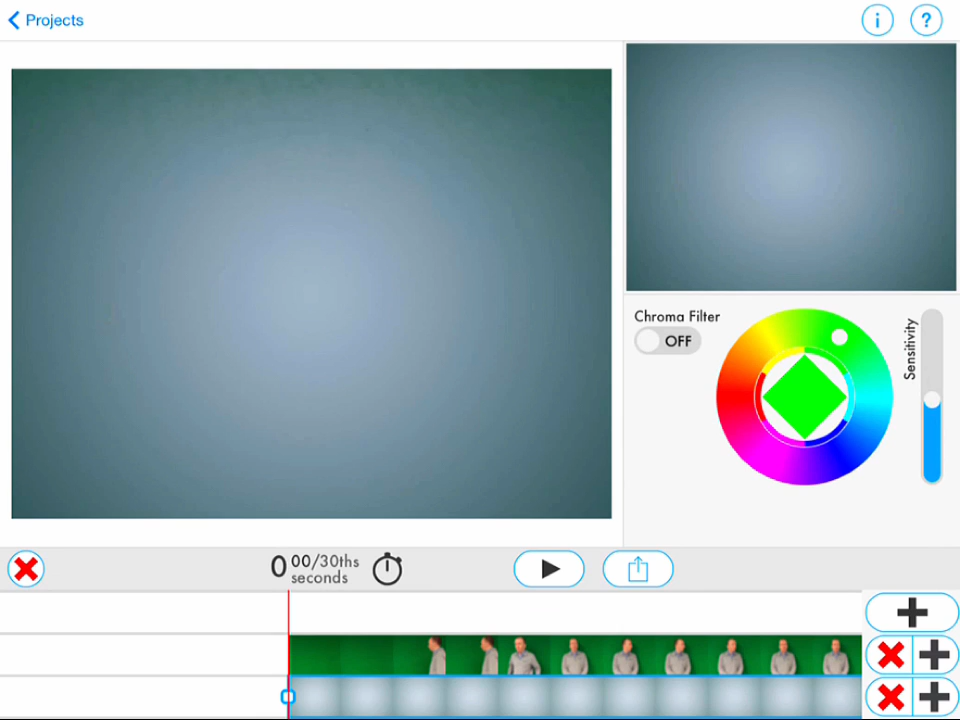 Projects
i
?
Chroma Filter
OFF
Sensitivity
0 00/30ths
seconds